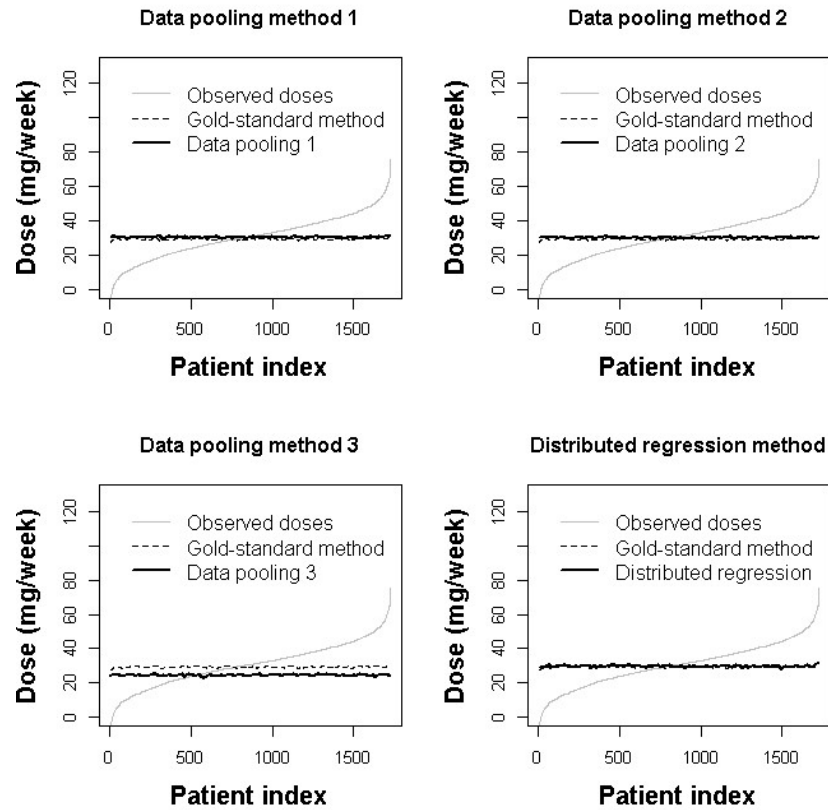 Data pooling method 1
Dose (mg/week)
120
80
60
40
20
0
Observed doses
Gold-standard method
Data pooling 1
0 500 1000 1500
Patient index
Data pooling method 2
Dose (mg/week)
120
80
60
40
20
0
Observed doses
Gold-standard method
Data pooling 2
0 500 1000 1500
Patient index
Data pooling method 3
Dose (mg/week)
120
80
60
40
20
0
Observed doses
Gold-standard method
Data pooling 3
0 500 1000 1500
Patient index
Distributed regression method
Dose (mg/week)
120
80
60
40
20
0
Observed doses
Gold-standard method
Distributed regression
0 500 1000 1500
Patient index